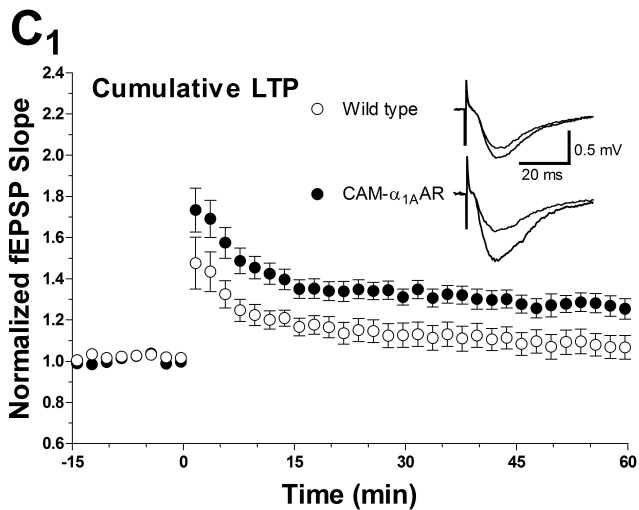 C1
Cumulative LTP
Wild type
0.5 mV
20 ms
CAM-α1AAR
Normalized fEPSP Slope
2.4
2.2
2.0
1.8
1.6
1.4
1.2
1.0
0.8
0.6
-15
0
15
30
45
60
Time (min)